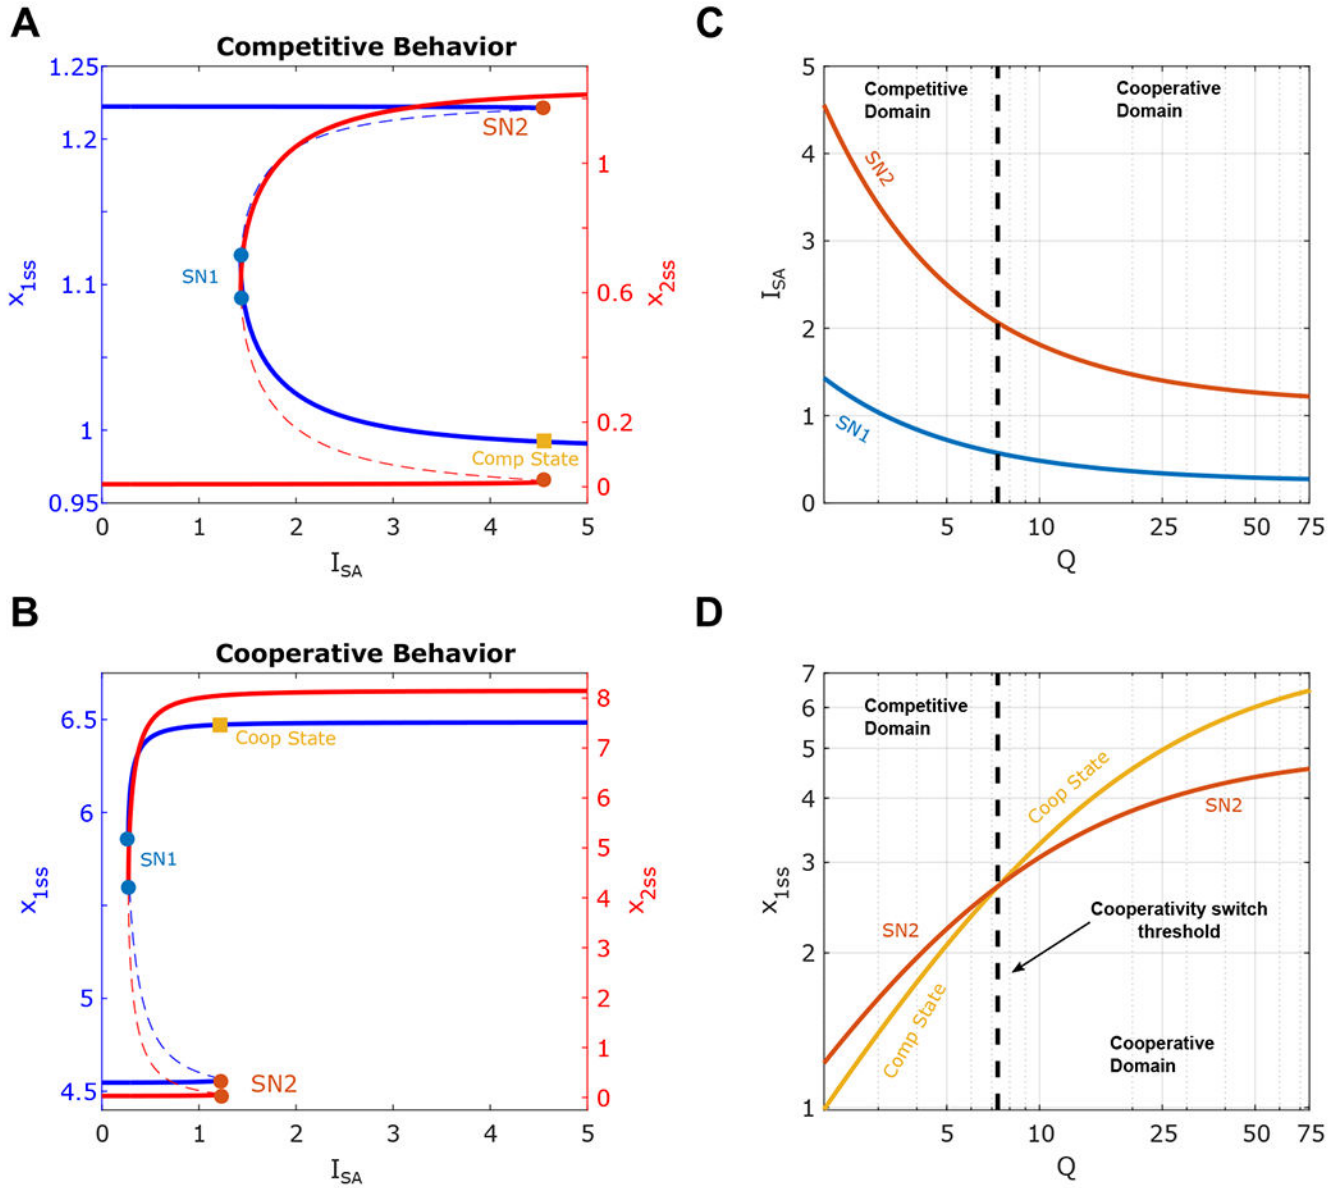 A
Competitive Behavior
1.25
1.2
1.1
1
0.95
x1ss
SN2
SN1
Comp State
1
0.6
0.2
0
x2ss
0 1 2 3 4 5
ISA
B
Cooperative Behavior
6.5
6
5
4.5
x1ss
Coop State
SN1
SN2
8
7
6
5
4
3
2
1
0
x2ss
0 1 2 3 4 5
ISA
C
5
4
3
2
1
0
ISA
Competitive
Domain
Cooperative
Domain
SN2
SN1
5 10 25 50 75
Q
D
7
6
5
4
3
2
1
x1ss
Competitive
Domain
Coop State
SN2
SN2
Cooperativity switch
threshold
Comp State
Cooperative
Domain
5 10 25 50 75
Q